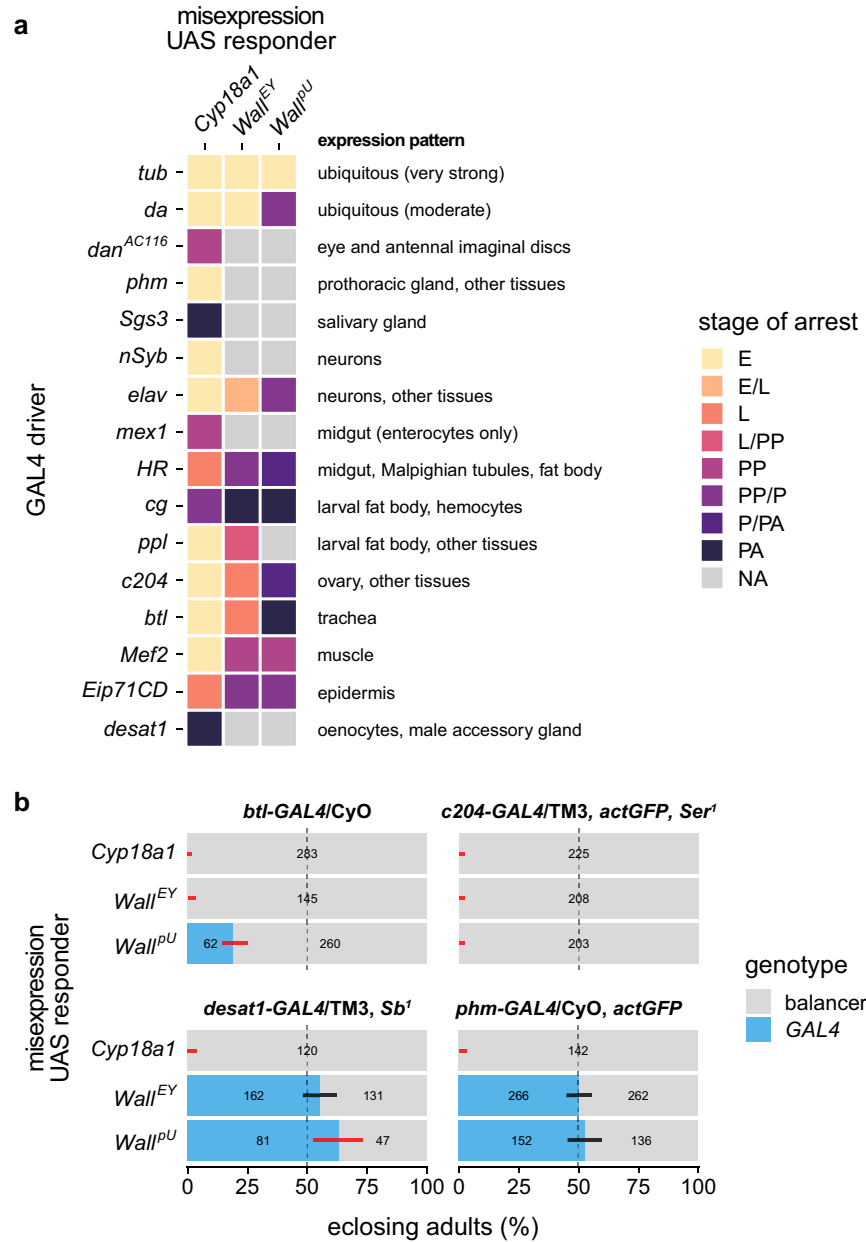 a
misexpression
UAS responder
Cyp18a1
Wall^EY
Wall^pU
expression pattern
GAL4 driver
tub ubiquitous (very strong)
da ubiquitous (moderate)
dan^AC116 eye and antennal imaginal discs
phm prothoracic gland, other tissues
Sgs3 salivary gland
nSyb neurons
elav neurons, other tissues
mex1 midgut (enterocytes only)
HR midgut, Malpighian tubules, fat body
cg larval fat body, hemocytes
ppl larval fat body, other tissues
c204 ovary, other tissues
btl trachea
Mef2 muscle
Eip71CD epidermis
desat1 oenocytes, male accessory gland
stage of arrest
E
E/L
L
L/PP
PP
PP/P
P/PA
PA
NA
b
misexpression
UAS responder
btl-GAL4/CyO
Cyp18a1 283
Wall^EY 145
Wall^pU 62 260
c204-GAL4/TM3, actGFP, Ser¹
225
208
203
desat1-GAL4/TM3, Sb¹
Cyp18a1 120
Wall^EY 162 131
Wall^pU 81 47
0 25 50 75 100
phm-GAL4/CyO, actGFP
142
266 262
152 136
0 25 50 75 100
eclosing adults (%)
genotype
balancer
GAL4